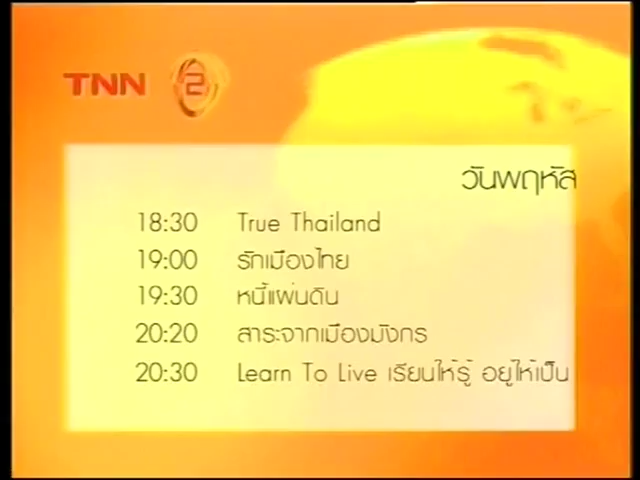 TNN 2
วันพฤหัส
18:30 True Thailand
19:00 รักเมืองไทย
19:30 หนี้แผ่นดิน
20:20 สาระจากเมืองมังกร
20:30 Learn To Live เรียนให้รู้ อยู่ให้เป็น